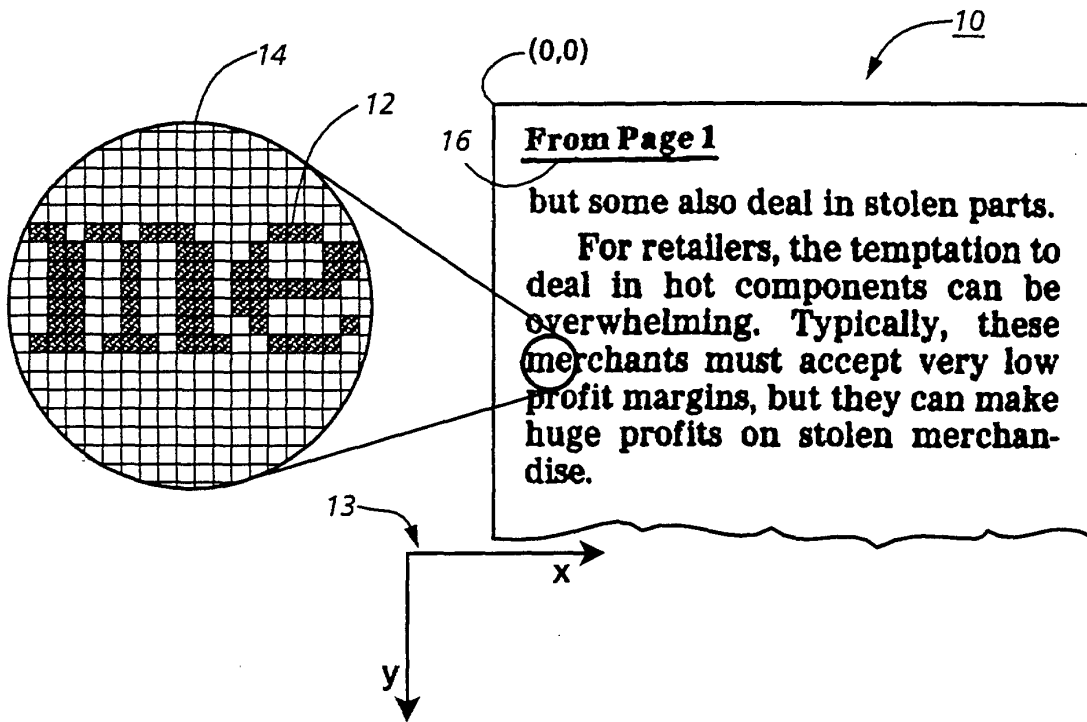 14
12
(0,0)
10
16
From Page 1
but some also deal in stolen parts.
For retailers, the temptation to
deal in hot components can be
overwhelming. Typically, these
merchants must accept very low
profit margins, but they can make
huge profits on stolen merchan-
dise.
me
13
x
y